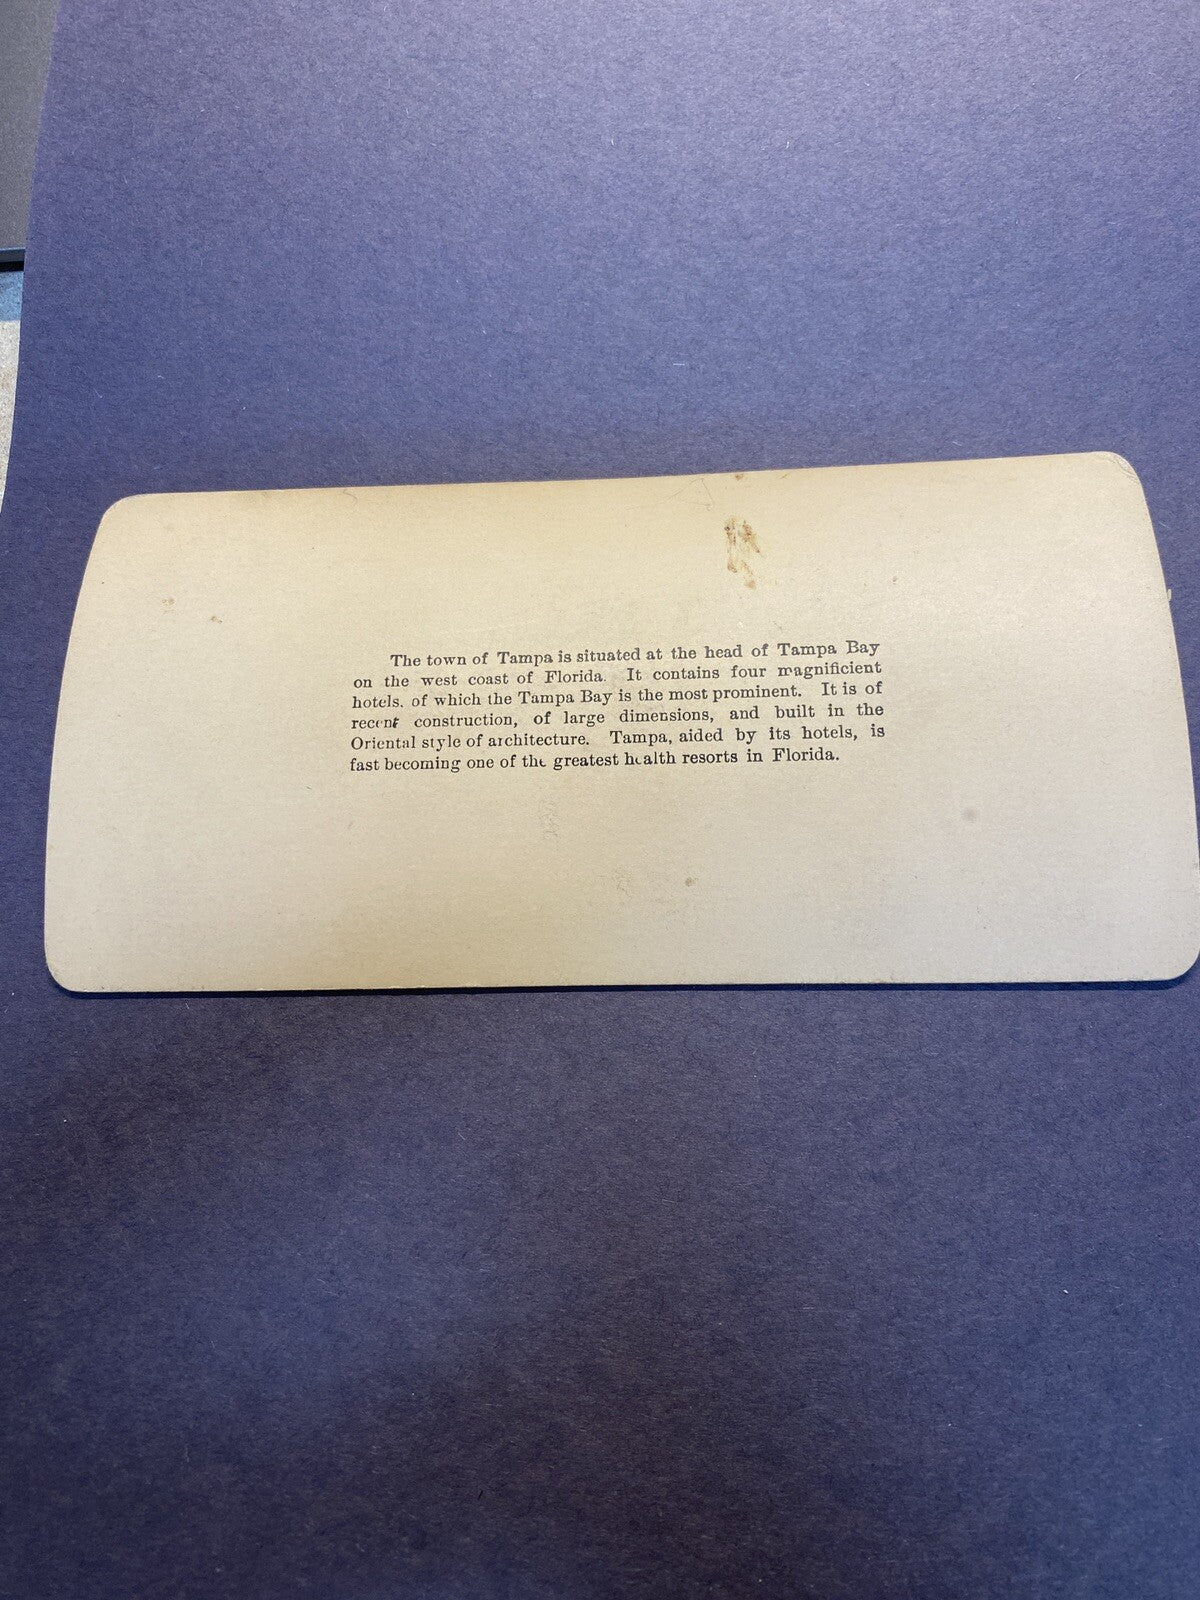 The town of Tampa is situated at the head of Tampa Bay
on the west coast of Florida. It contains four magnificient
hotels, of which the Tampa Bay is the most prominent. It is of
recent construction, of large dimensions, and built in the
Oriental style of architecture. Tampa, aided by its hotels, is
fast becoming one of the greatest health resorts in Florida.